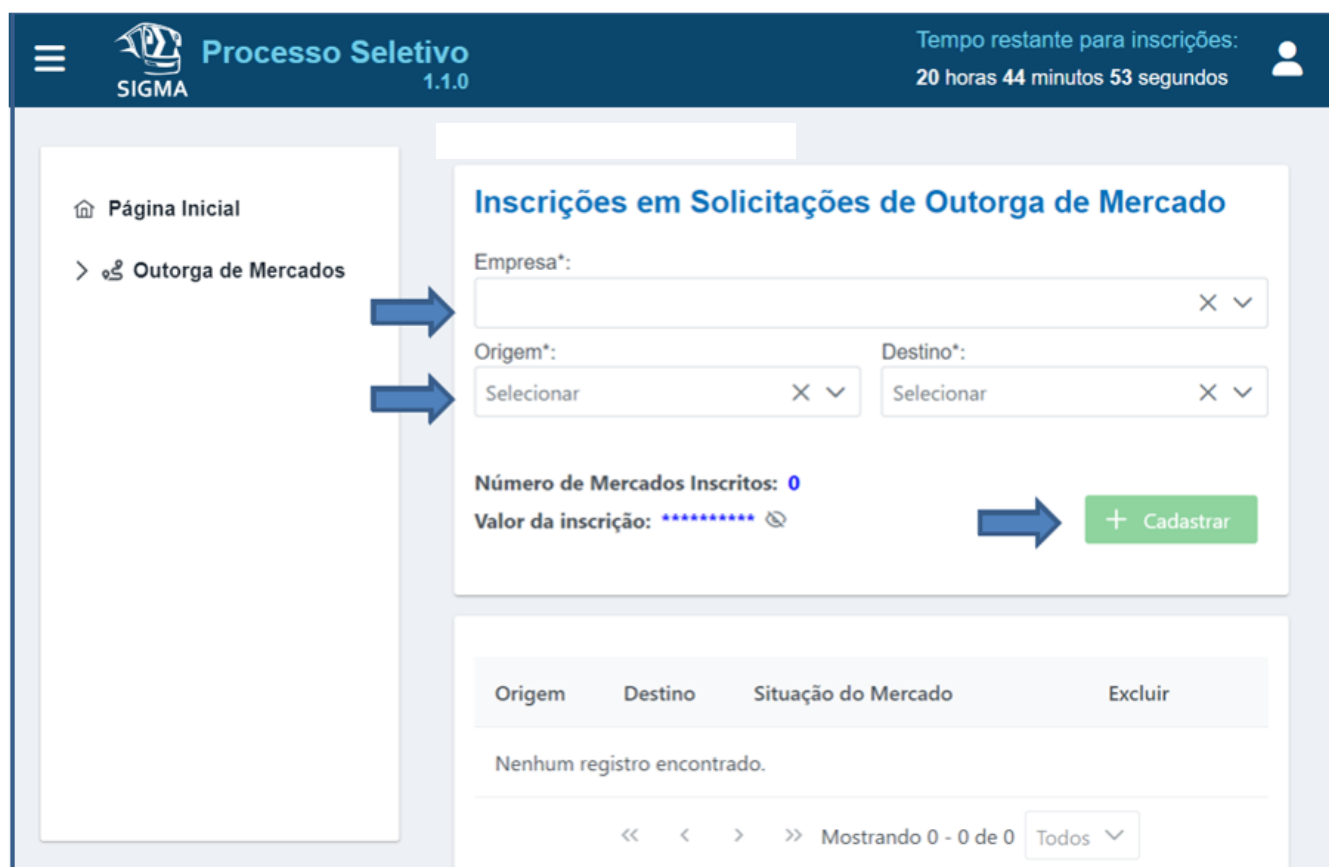 Processo Seletivo
1.1.0
SIGMA
Tempo restante para inscrições:
20 horas 44 minutos 53 segundos
Página Inicial
Outorga de Mercados
Inscrições em Solicitações de Outorga de Mercado
Empresa*:
Origem*: Destino*:
Selecionar Selecionar
Número de Mercados Inscritos: 0
Valor da inscrição: **********
+ Cadastrar
Origem Destino Situação do Mercado Excluir
Nenhum registro encontrado.
<< < > >> Mostrando 0 - 0 de 0 Todos